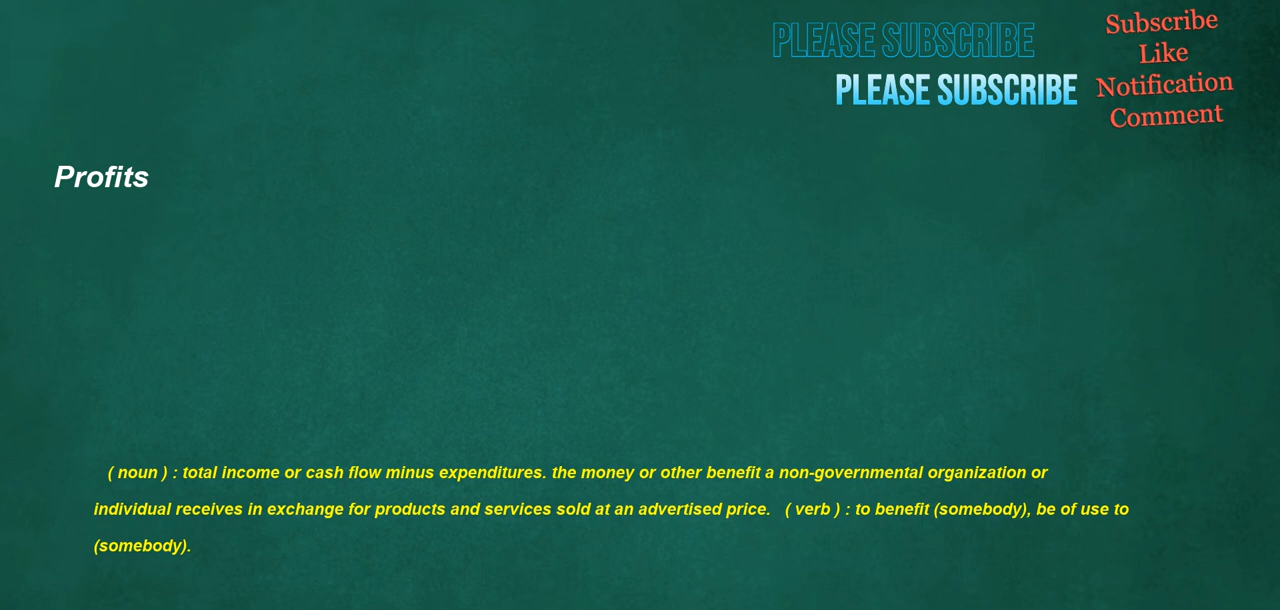 PLEASE SUBSCRIBE
PLEASE SUBSCRIBE
Subscribe
Like
Notification
Comment
Profits
( noun ) : total income or cash flow minus expenditures. the money or other benefit a non-governmental organization or
individual receives in exchange for products and services sold at an advertised price. ( verb ) : to benefit (somebody), be of use to
(somebody).